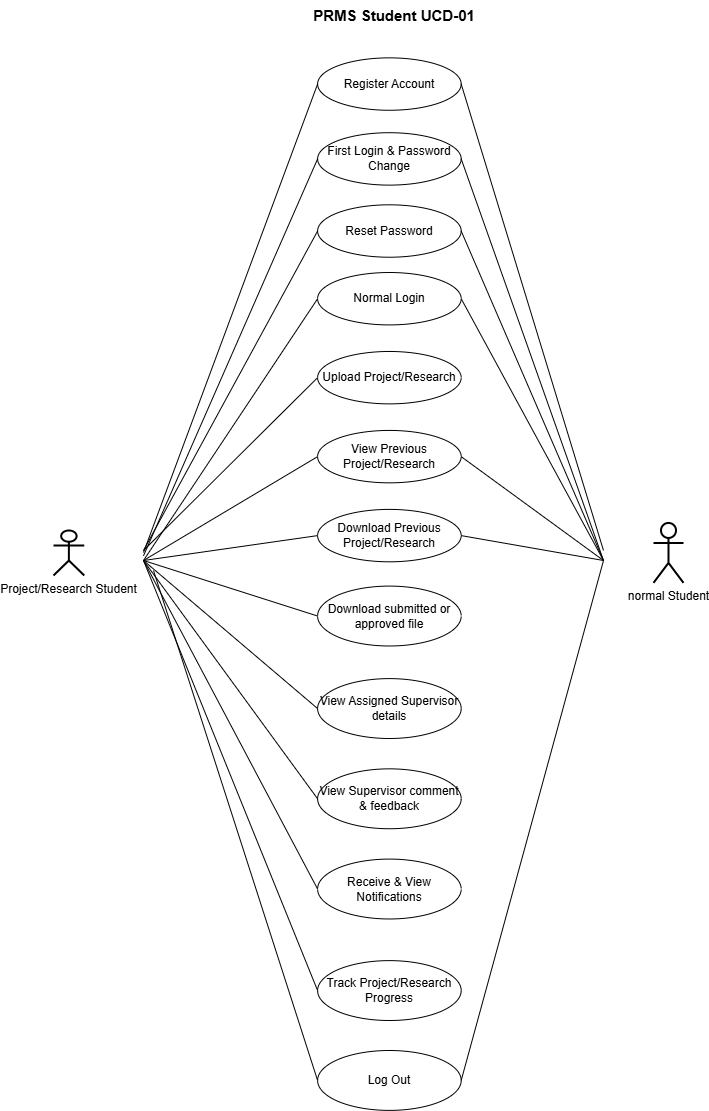 PRMS Student UCD-01
Register Account
First Login & Password
Change
Reset Password
Normal Login
Upload Project/Research
View Previous
Project/Research
Download Previous
Project/Research
Project/Research Student
normal Student
Download submitted or
approved file
View Assigned Supervisor
details
View Supervisor comment
& feedback
Receive & View
Notifications
Track Project/Research
Progress
Log Out